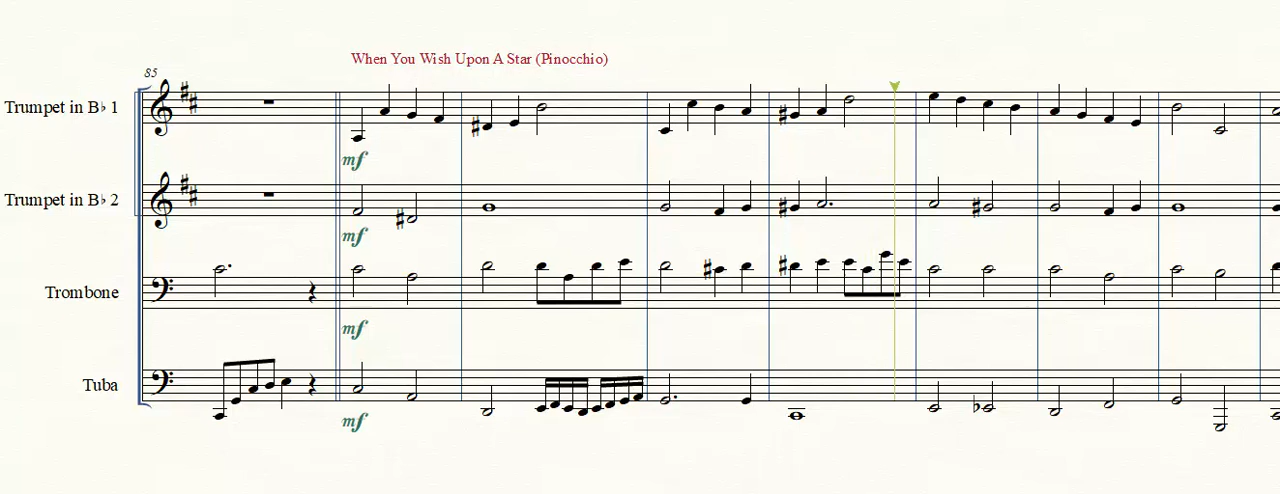 When You Wish Upon A Star (Pinocchio)
85
Trumpet in B♭ 1
mf
Trumpet in B♭ 2
mf
Trombone
mf
Tuba
mf